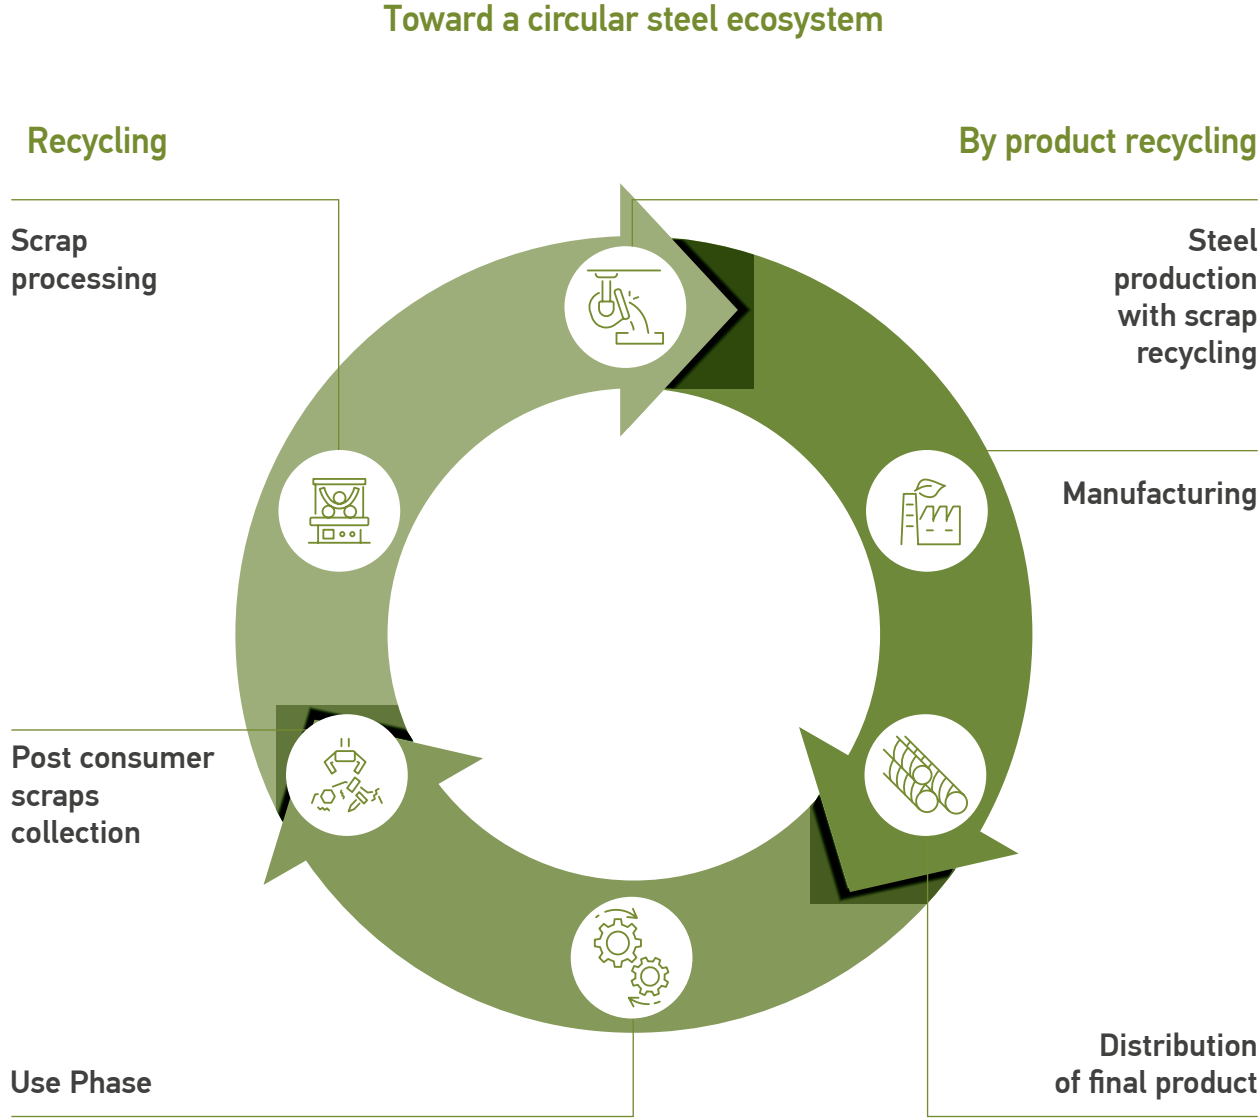 Toward a circular steel ecosystem
Recycling
By product recycling
Scrap
processing
Steel
production
with scrap
recycling
Manufacturing
Post consumer
scraps
collection
Distribution
of final product
Use Phase